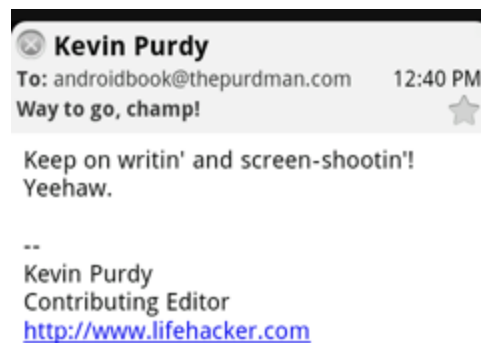 Kevin Purdy
To: androidbook@thepurdman.com 12:40 PM
Way to go, champ!
Keep on writin' and screen-shootin'!
Yeehaw.
--
Kevin Purdy
Contributing Editor
http://www.lifehacker.com